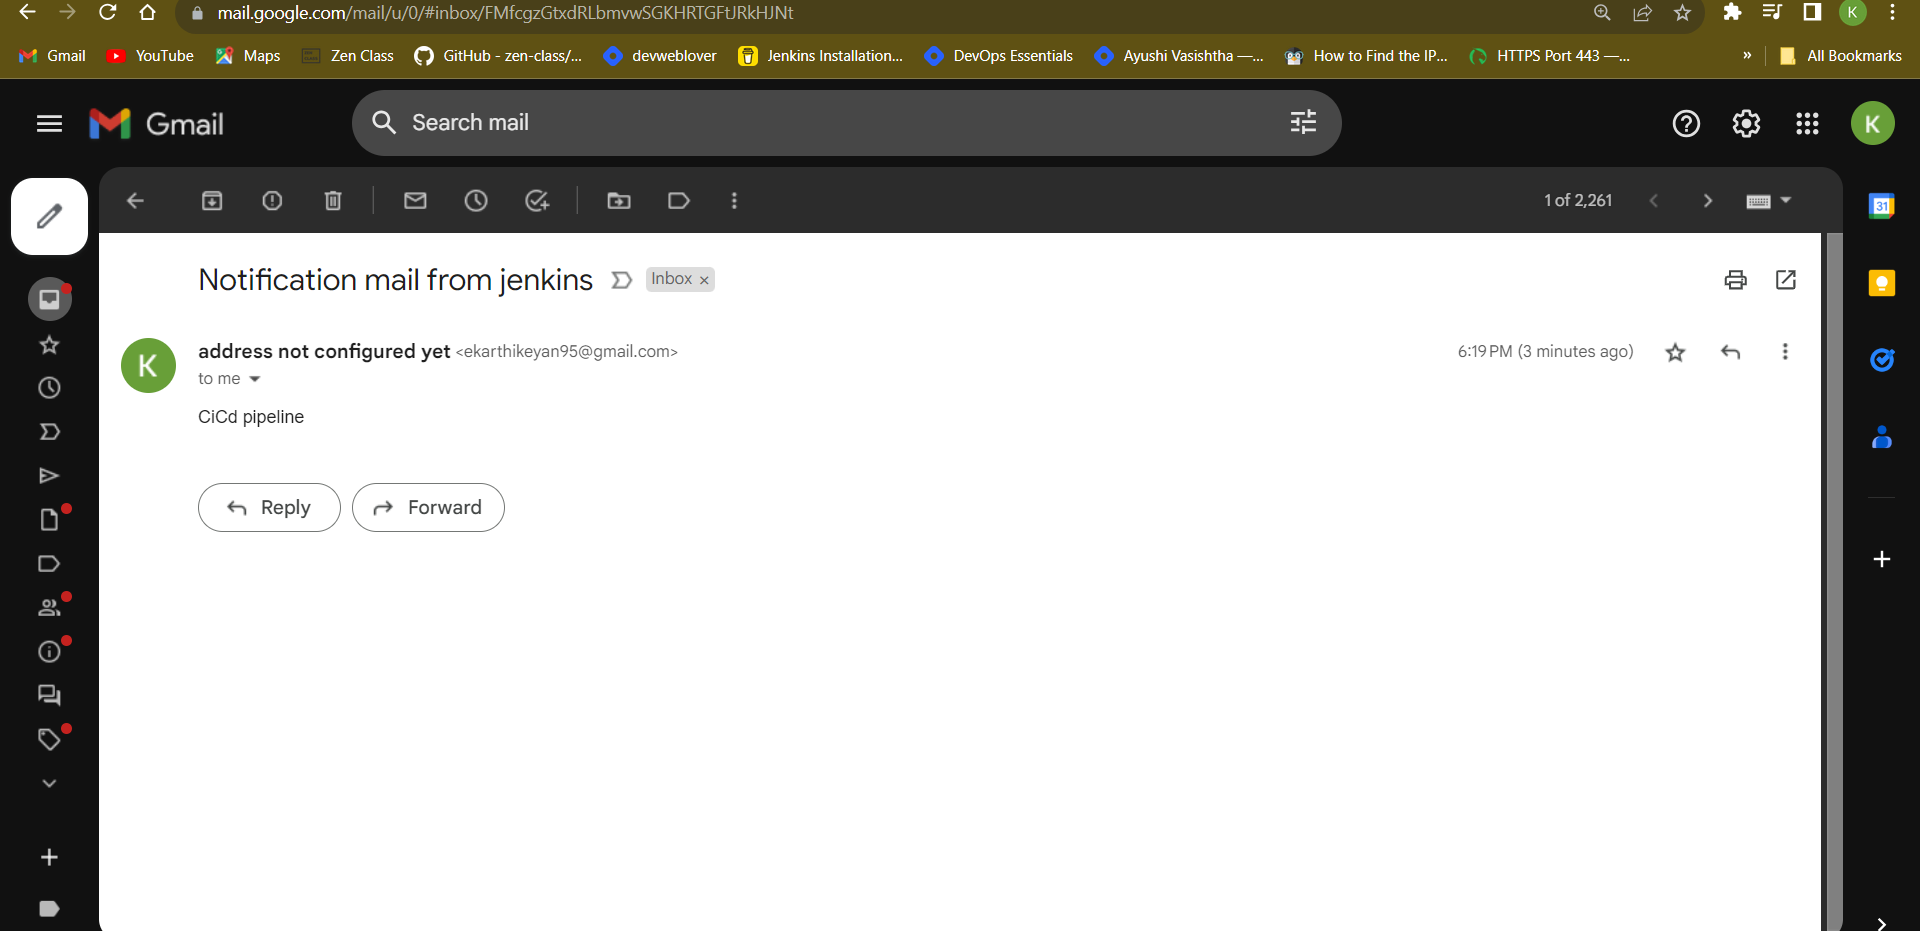 mail.google.com/mail/u/0/#inbox/FMfcgzGtxdRLbmvwSGKHRTGFtJRkHJNt
K
Gmail
YouTube
Maps
Zen Class
GitHub - zen-class/...
devweblover
Jenkins Installation...
DevOps Essentials
Ayushi Vasishtha —...
How to Find the IP...
HTTPS Port 443 —...
»
All Bookmarks
Gmail
Search mail
K
1 of 2,261
31
Notification mail from jenkins
Inbox ×
K
address not configured yet <ekarthikeyan95@gmail.com>
6:19 PM (3 minutes ago)
to me
CiCd pipeline
Reply
Forward